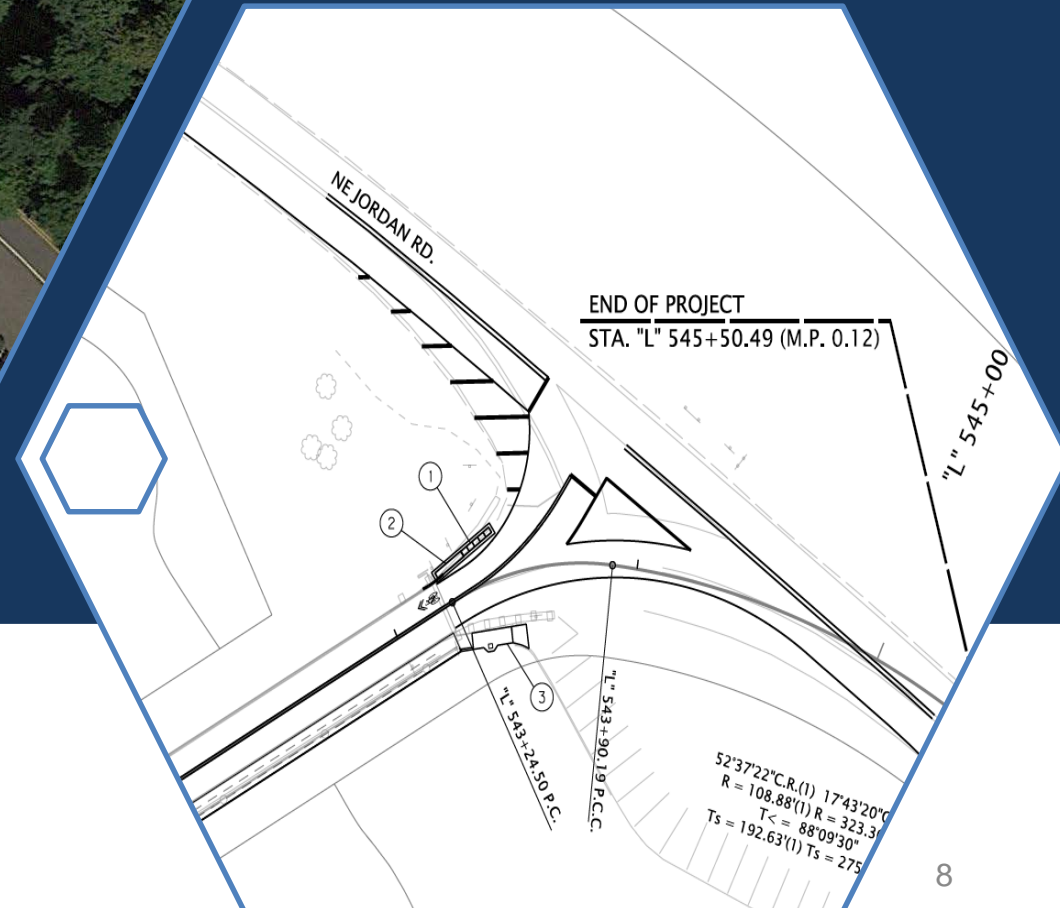 NE JORDAN RD.
END OF PROJECT
STA. "L" 545+50.49 (M.P. 0.12)
"L" 545+00
1
2
3
"L" 543+24.50 P.C.
"L" 543+90.19 P.C.C.
52°37'22"C.R.(1) 17°43'20"
R = 108.88'(1) R = 323.3
T< = 88°09'30"
Ts = 192.63'(1) Ts = 275
8